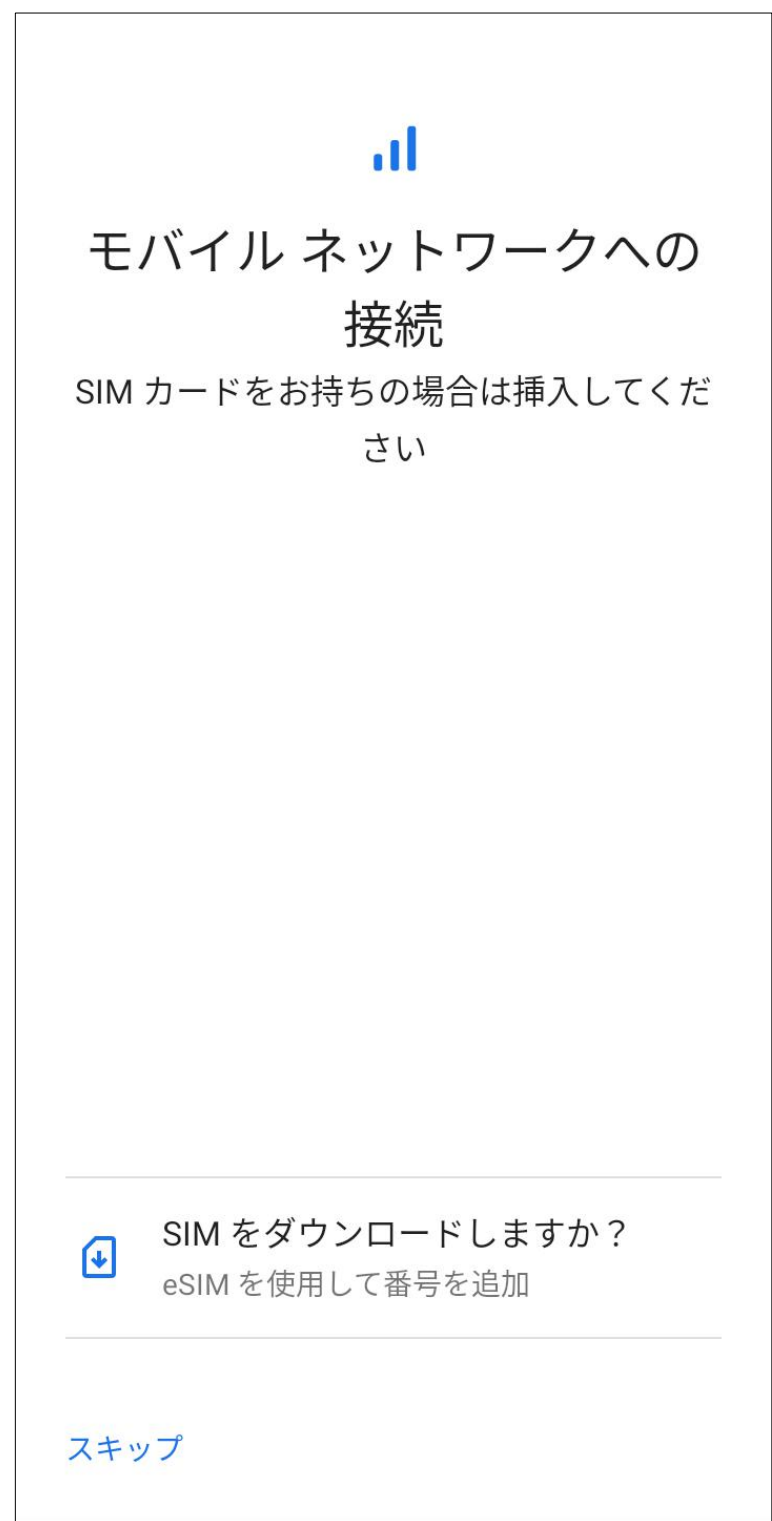 モバイル ネットワークへの
接続
SIM カードをお持ちの場合は挿入してくだ
さい
SIM をダウンロードしますか？
eSIM を使用して番号を追加
スキップ